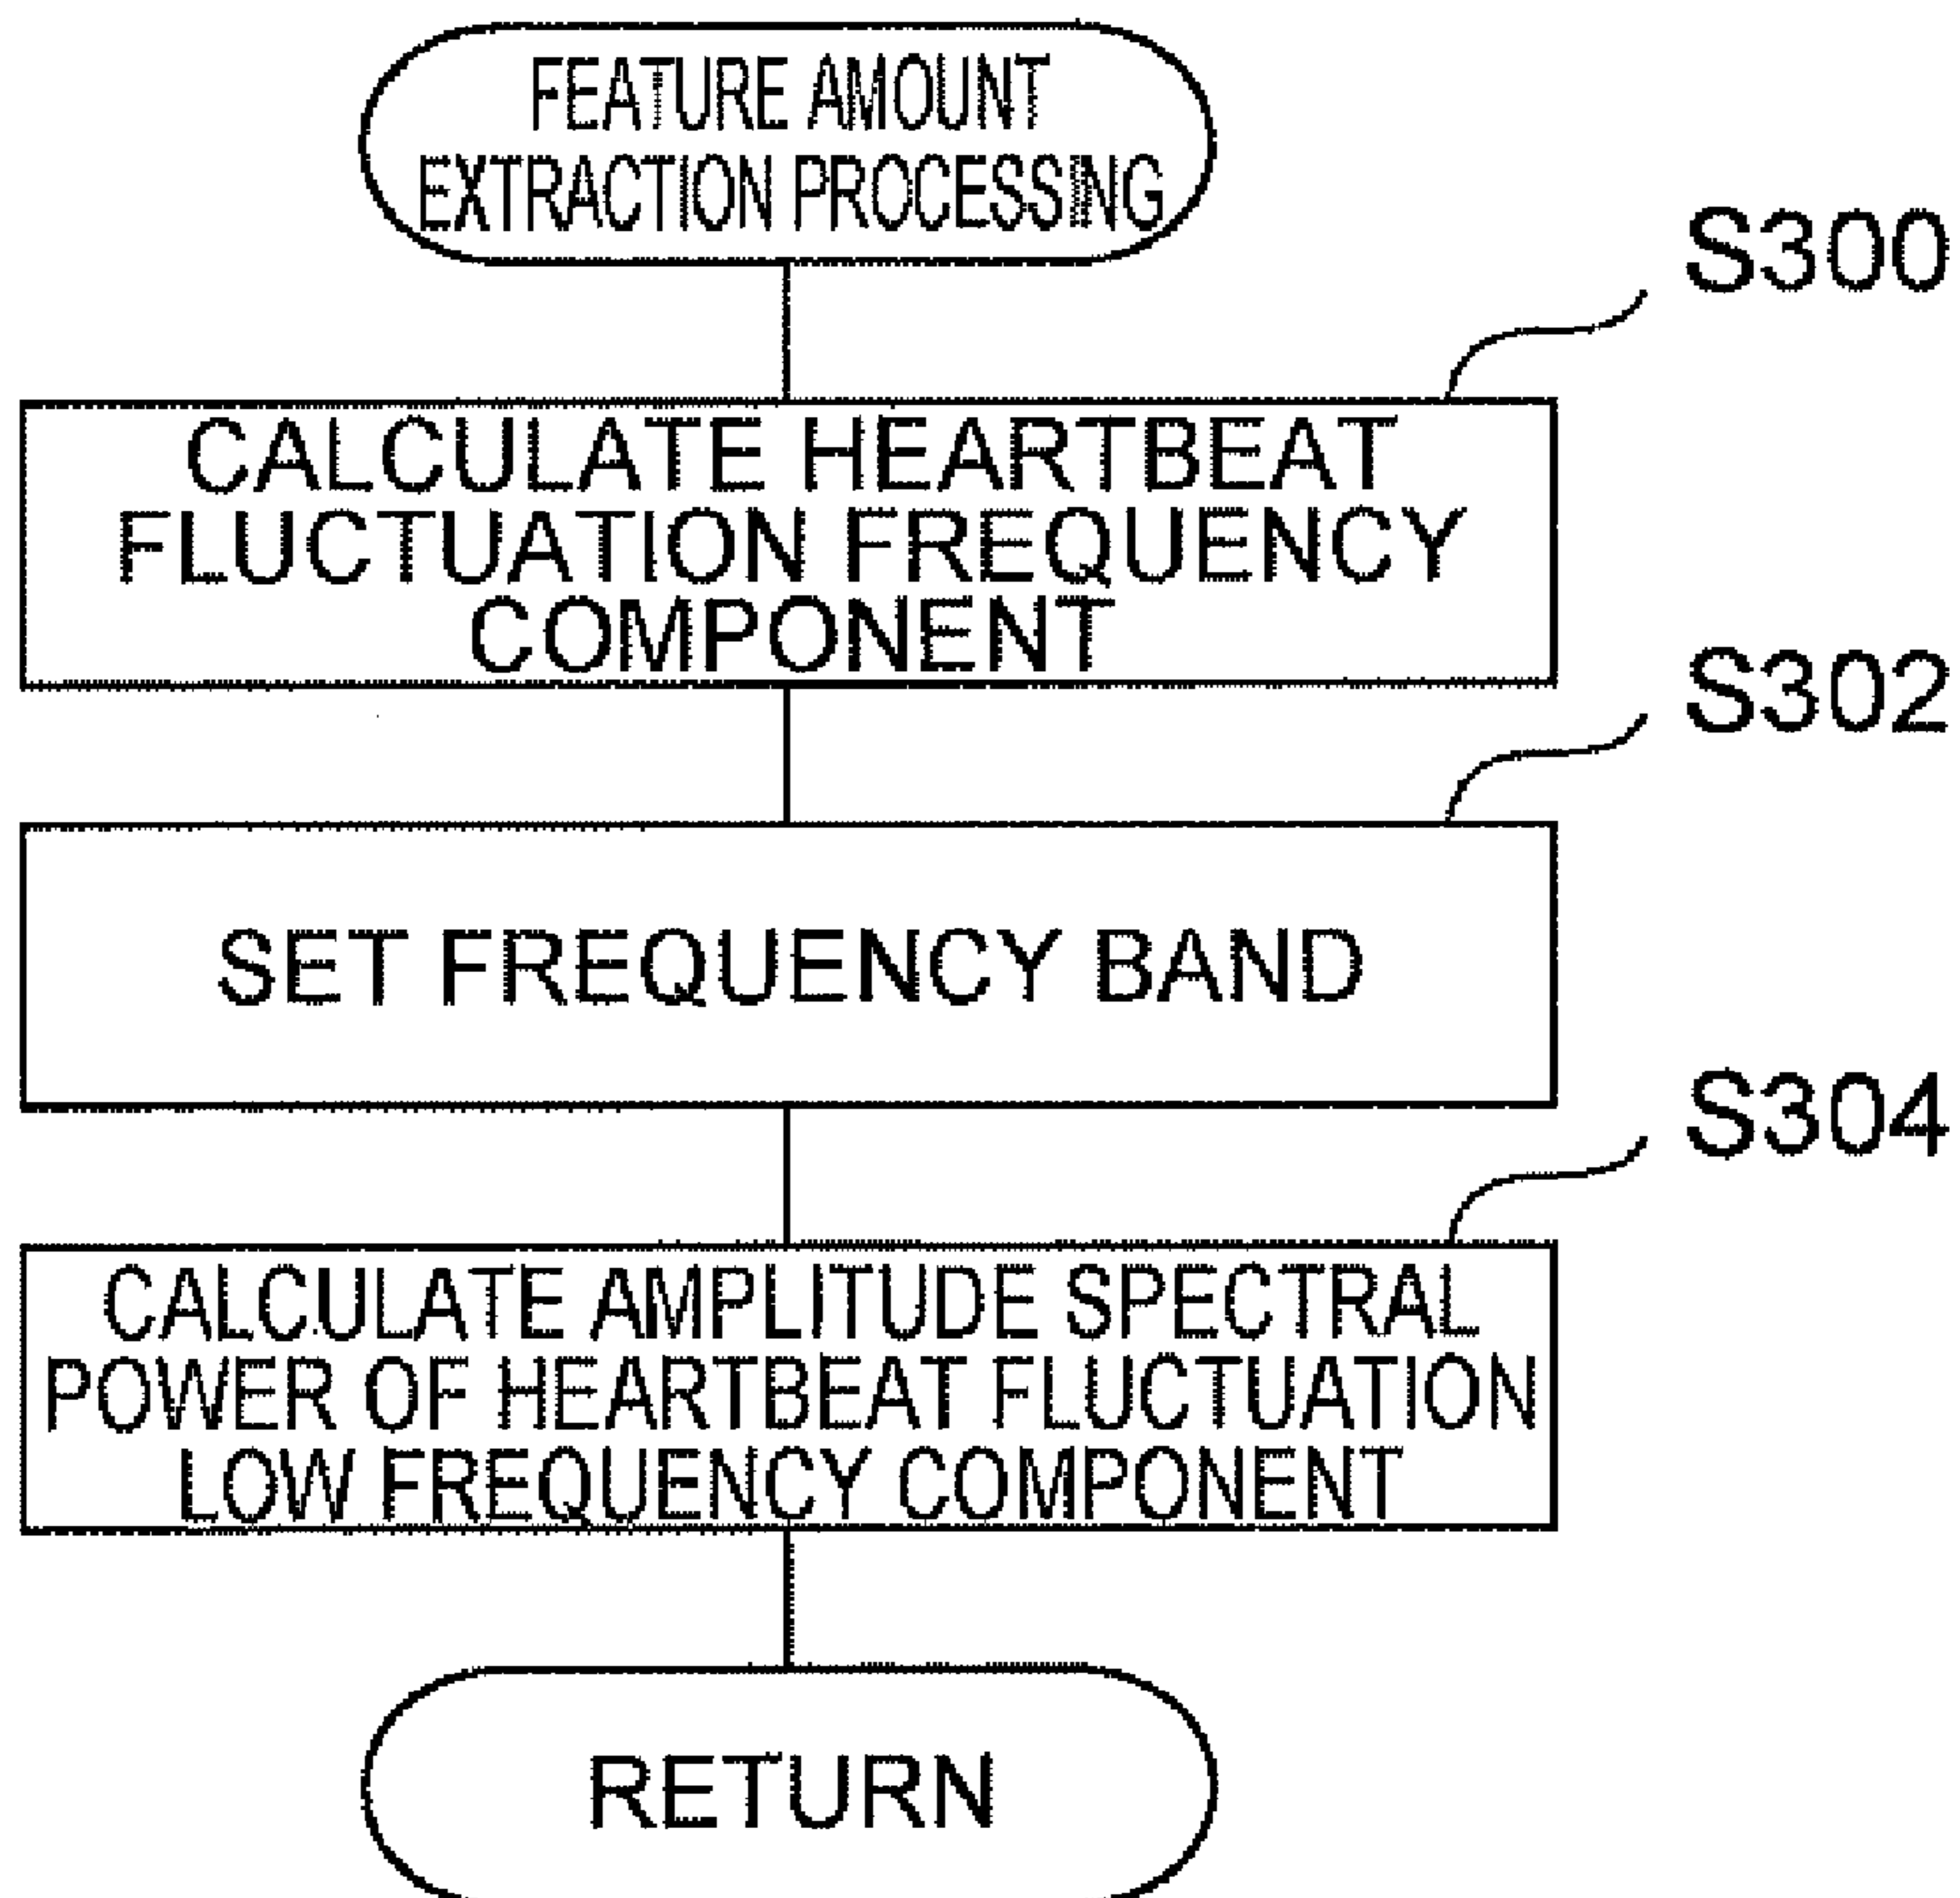 FEATURE AMOUNT
EXTRACTION PROCESSING
S300
CALCULATE HEARTBEAT
FLUCTUATION FREQUENCY
COMPONENT
S302
SET FREQUENCY BAND
S304
CALCULATE AMPLITUDE SPECTRAL
POWER OF HEARTBEAT FLUCTUATION
LOW FREQUENCY COMPONENT
RETURN